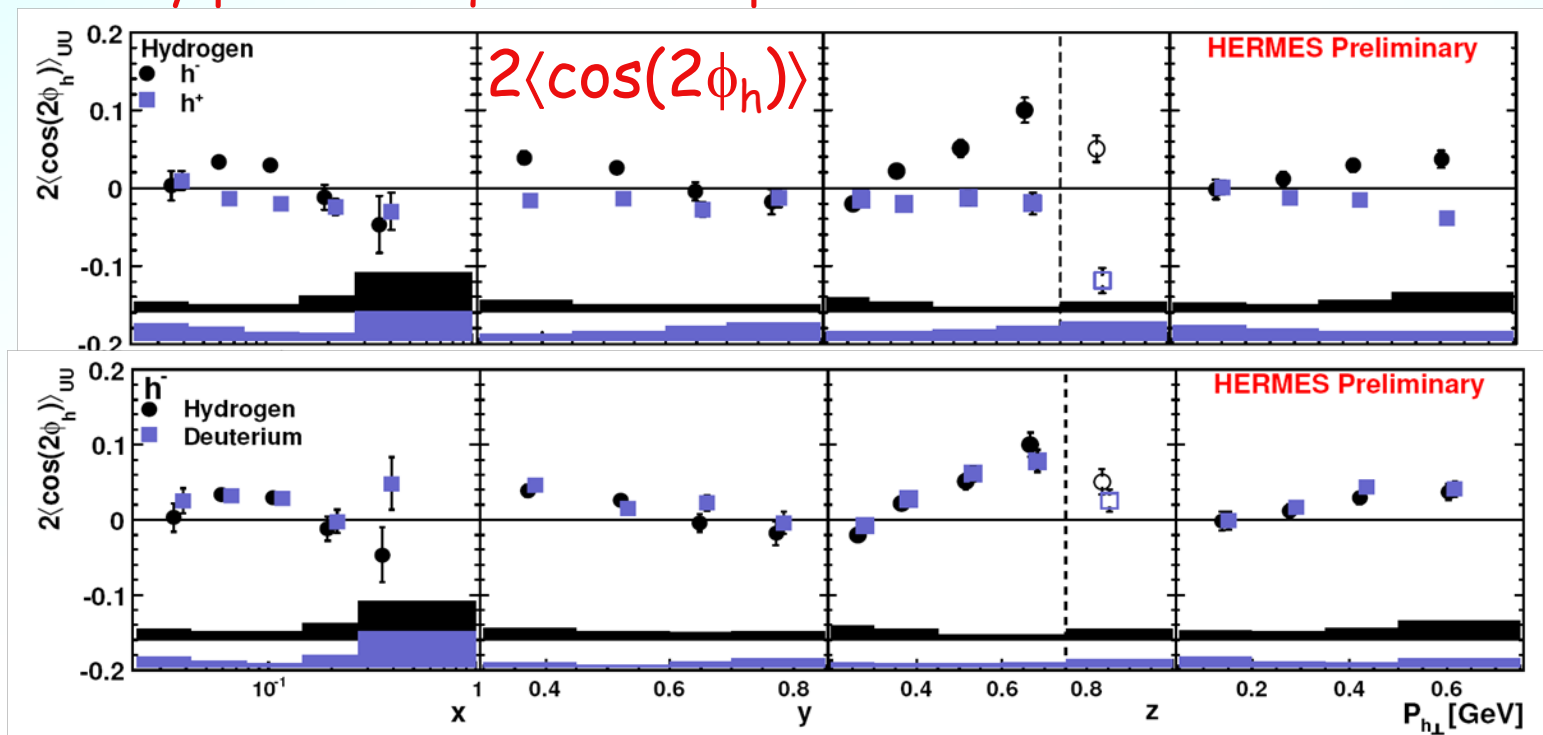 0.2
Hydrogen
h⁻
h⁺
2⟨cos(2ϕh)⟩
HERMES Preliminary
2⟨cos(2ϕh)⟩UU
0.1
0
-0.1
-0.2
0.2
h⁻
Hydrogen
Deuterium
HERMES Preliminary
2⟨cos(2ϕh)⟩UU
0.1
0
-0.1
-0.2
10⁻¹ 1 0.4 0.6 0.8 0.4 0.6 0.8 0.2 0.4 0.6
x y z Ph⊥ [GeV]